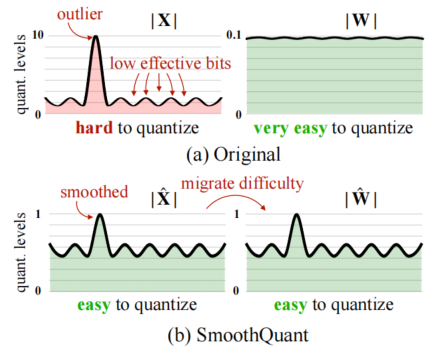 outlier
|X|
|W|
quant. levels
10
0
low effective bits
0.1
0
hard to quantize
very easy to quantize
(a) Original
smoothed
|X̂|
migrate difficulty
|Ŵ|
quant. levels
1
0
1
0
easy to quantize
easy to quantize
(b) SmoothQuant